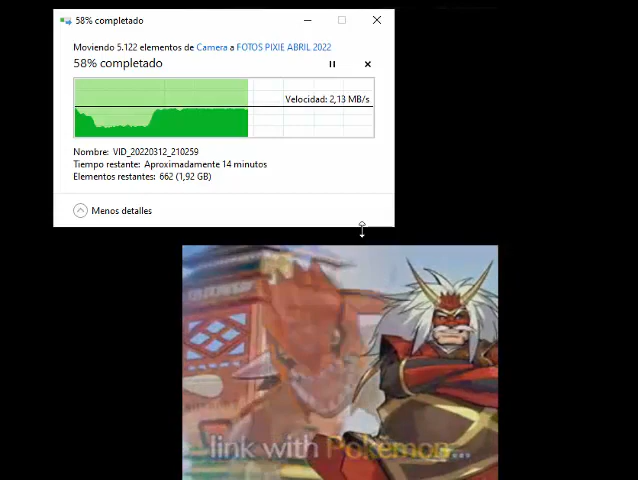 58% completado
Moviendo 5.122 elementos de Camera a FOTOS PIXIE ABRIL 2022
58% completado
Velocidad: 2,13 MB/s
Nombre: VID_20220312_210259
Tiempo restante: Aproximadamente 14 minutos
Elementos restantes: 662 (1,92 GB)
Menos detalles
link with Pokémon...